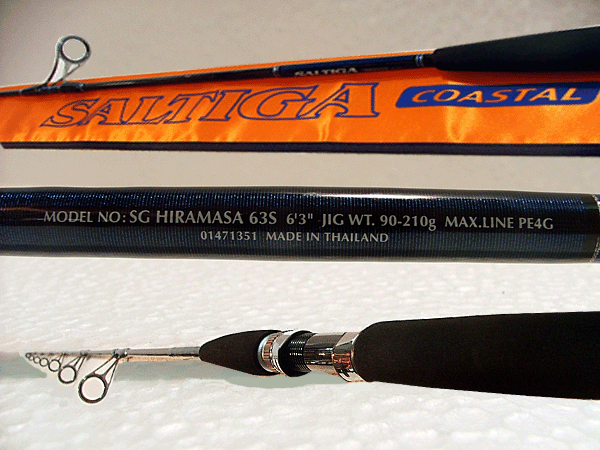 SALTIGA
SALTIGA COASTAL
MODEL NO: SG HIRAMASA 63S 6'3" JIG WT. 90-210g MAX.LINE PE4G
01471351 MADE IN THAILAND